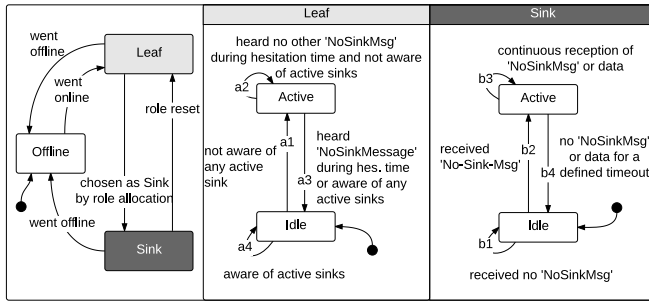 went
offline
Leaf
went
online
role reset
Offline
chosen as Sink
by role allocation
went offline
Sink
Leaf
heard no other 'NoSinkMsg'
during hesitation time and not aware
of active sinks
a2
Active
a1
not aware of
any active
sink
heard
'NoSinkMessage'
during hes. time
or aware of any
active sinks
a3
Idle
a4
aware of active sinks
Sink
continuous reception of
'NoSinkMsg' or data
b3
Active
b2
received
'No-Sink-Msg'
no 'NoSinkMsg'
or data for a
defined timeout
b4
Idle
b1
received no 'NoSinkMsg'